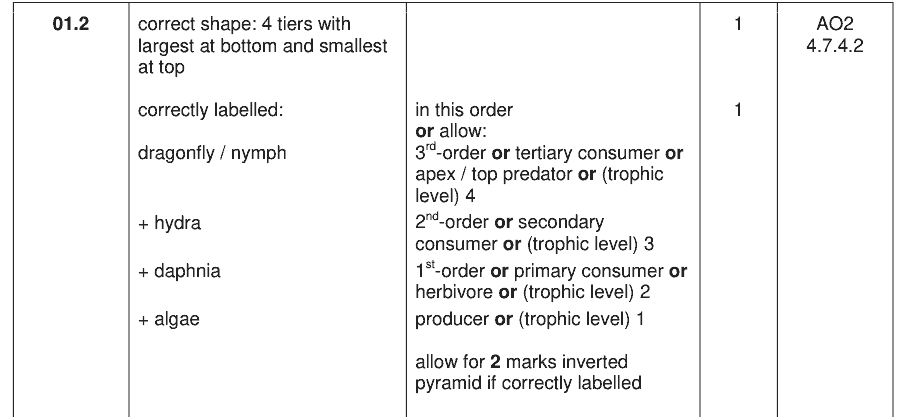 01.2
correct shape: 4 tiers with
largest at bottom and smallest
at top
1
AO2
4.7.4.2
correctly labelled:
in this order
or allow:
1
dragonfly / nymph
3rd-order or tertiary consumer or
apex / top predator or (trophic
level) 4
+ hydra
2nd-order or secondary
consumer or (trophic level) 3
+ daphnia
1st-order or primary consumer or
herbivore or (trophic level) 2
+ algae
producer or (trophic level) 1
allow for 2 marks inverted
pyramid if correctly labelled